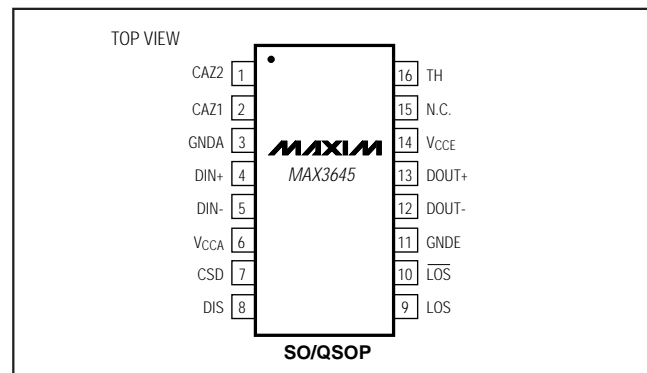 TOP VIEW
CAZ2 1
CAZ1 2
GNDA 3
DIN+ 4
DIN- 5
VCCA 6
CSD 7
DIS 8
MAXIM
MAX3645
16 TH
15 N.C.
14 VCCE
13 DOUT+
12 DOUT-
11 GNDE
10 L̅O̅S̅
9 LOS
SO/QSOP